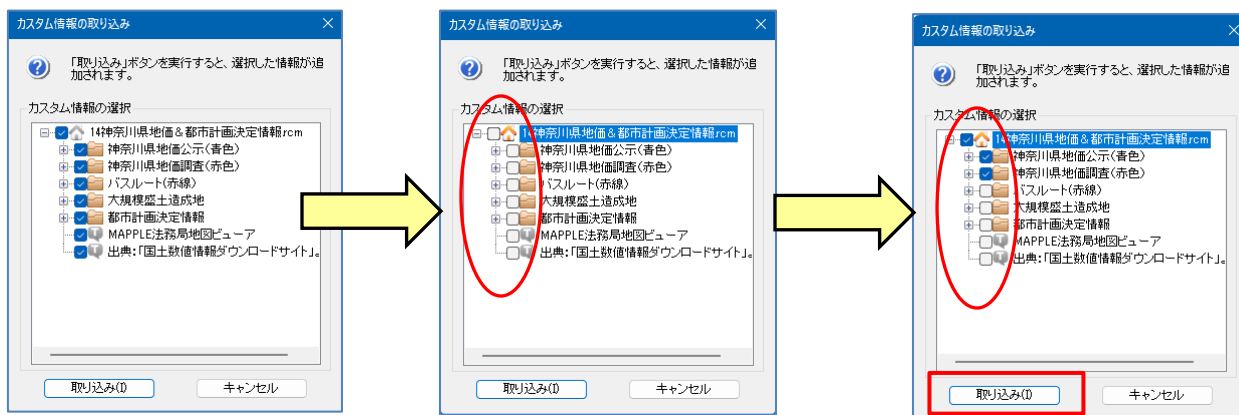 カスタム情報の取り込み
「取り込み」ボタンを実行すると、選択した情報が追
加されます。
カスタム情報の選択
14神奈川県地価&都市計画決定情報rcm
神奈川県地価公示(青色)
神奈川県地価調査(赤色)
バスルート(赤線)
大規模盛土造成地
都市計画決定情報
MAPPLE法務局地図ビューア
出典:「国土数値情報ダウンロードサイト」。
取り込み(I)
キャンセル
カスタム情報の取り込み
「取り込み」ボタンを実行すると、選択した情報が追
加されます。
カスタム情報の選択
14神奈川県地価&都市計画決定情報rcm
神奈川県地価公示(青色)
神奈川県地価調査(赤色)
バスルート(赤線)
大規模盛土造成地
都市計画決定情報
MAPPLE法務局地図ビューア
出典:「国土数値情報ダウンロードサイト」。
取り込み(I)
キャンセル
カスタム情報の取り込み
「取り込み」ボタンを実行すると、選択した情報が追
加されます。
カスタム情報の選択
14神奈川県地価&都市計画決定情報rcm
神奈川県地価公示(青色)
神奈川県地価調査(赤色)
バスルート(赤線)
大規模盛土造成地
都市計画決定情報
MAPPLE法務局地図ビューア
出典:「国土数値情報ダウンロードサイト」。
取り込み(I)
キャンセル